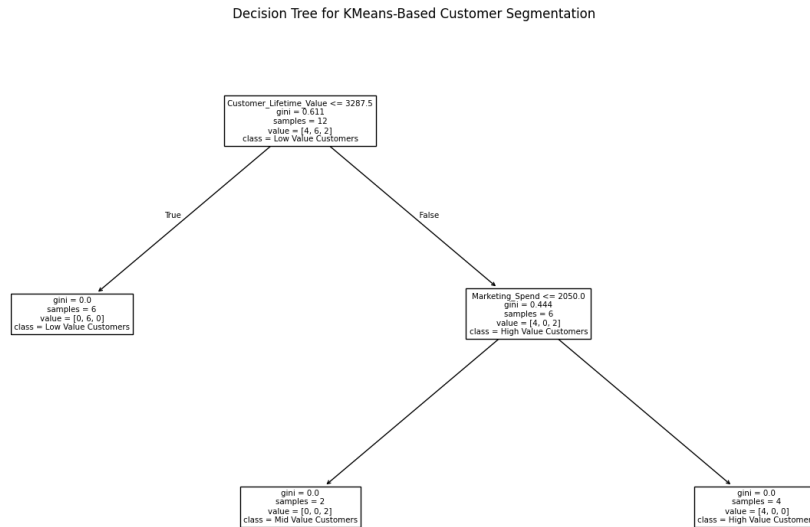 Decision Tree for KMeans-Based Customer Segmentation
Customer_Lifetime_Value <= 3287.5
gini = 0.611
samples = 12
value = [4, 6, 2]
class = Low Value Customers
True
False
gini = 0.0
samples = 6
value = [0, 6, 0]
class = Low Value Customers
Marketing_Spend <= 2050.0
gini = 0.444
samples = 6
value = [4, 0, 2]
class = High Value Customers
gini = 0.0
samples = 2
value = [0, 0, 2]
class = Mid Value Customers
gini = 0.0
samples = 4
value = [4, 0, 0]
class = High Value Customers